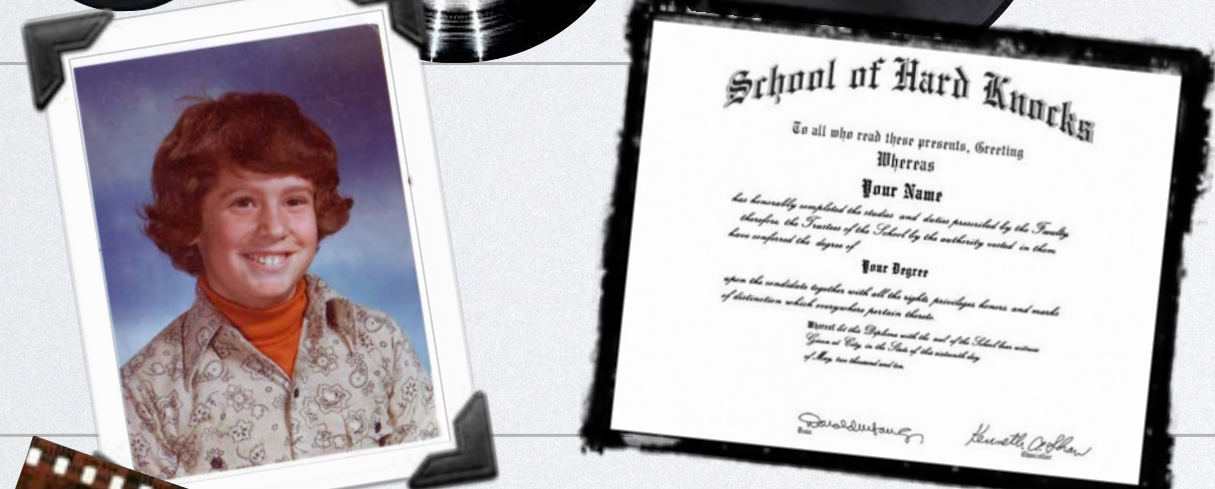 School of Hard Knocks
To all who read these presents, Greeting
Whereas
Your Name
has honorably completed the studies and duties prescribed by the Faculty
therefore, the Trustees of the School by the authority vested in them
have conferred the degree of
Your Degree
upon the candidate together with all the rights, privileges honors and marks
of distinction which everywhere pertain thereto.
Whereof, let this Diploma with the seal of the School bear witness
Given at City, in the State of this sixteenth day
of May, two thousand and ten.
Kenneth A. Shaw
Chancellor